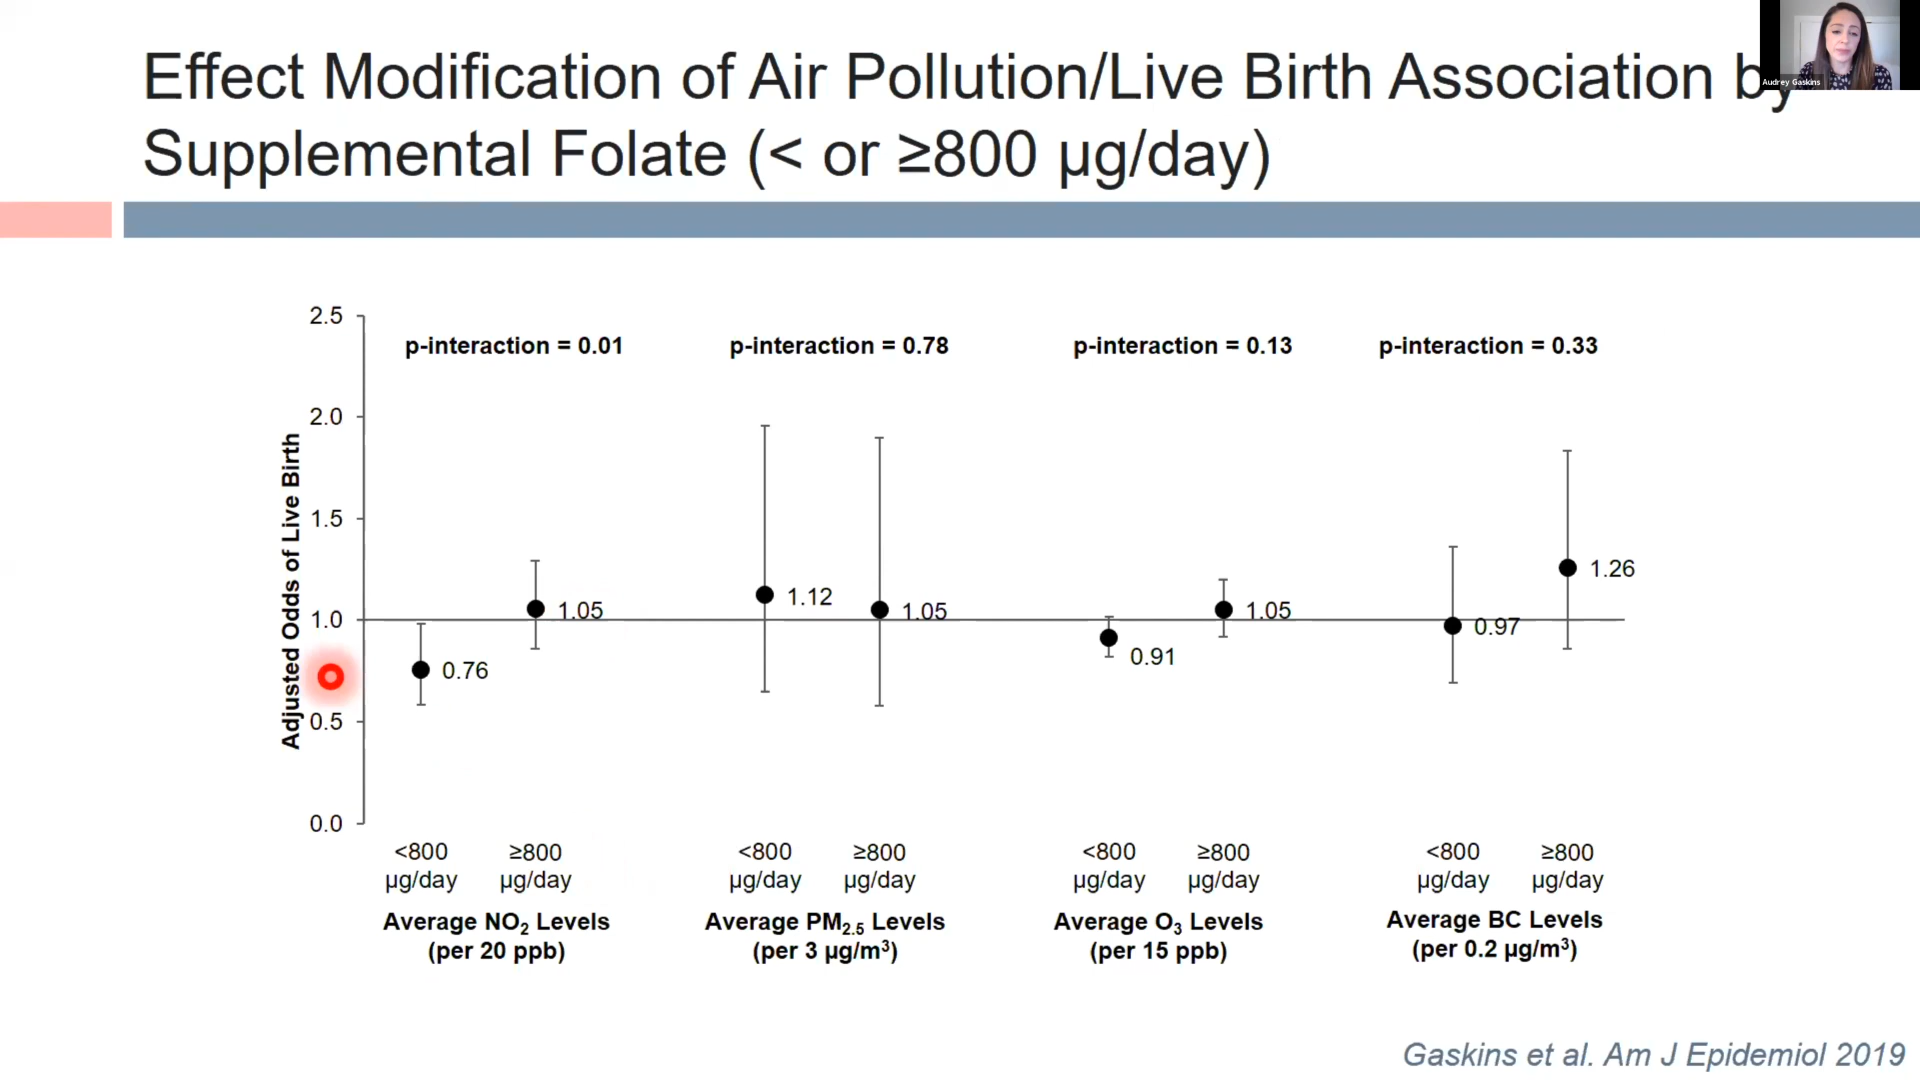 Effect Modification of Air Pollution/Live Birth Association by
Supplemental Folate (< or ≥800 µg/day)
Audrey Gaskins
Adjusted Odds of Live Birth
2.5
2.0
1.5
1.0
0.5
0.0
p-interaction = 0.01
p-interaction = 0.78
p-interaction = 0.13
p-interaction = 0.33
0.76
1.05
1.12
1.05
0.91
1.05
0.97
1.26
<800
µg/day
≥800
µg/day
<800
µg/day
≥800
µg/day
<800
µg/day
≥800
µg/day
<800
µg/day
≥800
µg/day
Average NO₂ Levels
(per 20 ppb)
Average PM₂.₅ Levels
(per 3 µg/m³)
Average O₃ Levels
(per 15 ppb)
Average BC Levels
(per 0.2 µg/m³)
Gaskins et al. Am J Epidemiol 2019